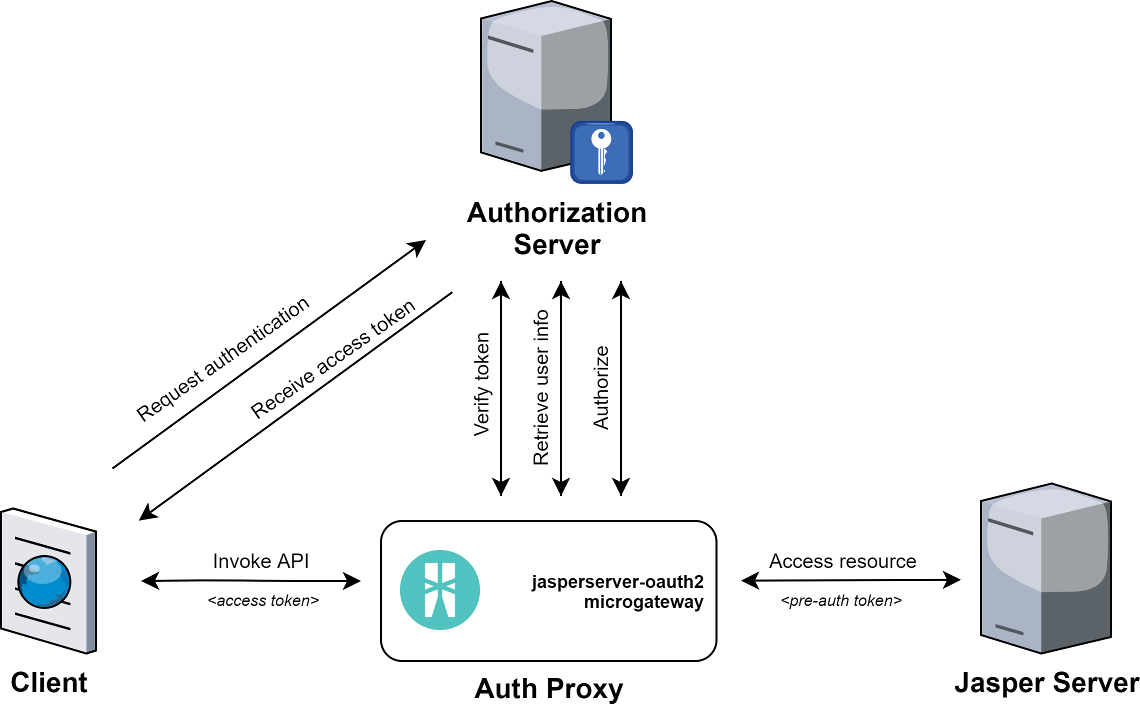 Authorization
Server
Request authentication
Receive access token
Verify token
Retrieve user info
Authorize
Invoke API
<access token>
jasperserver-oauth2
microgateway
Access resource
<pre-auth token>
Client
Auth Proxy
Jasper Server